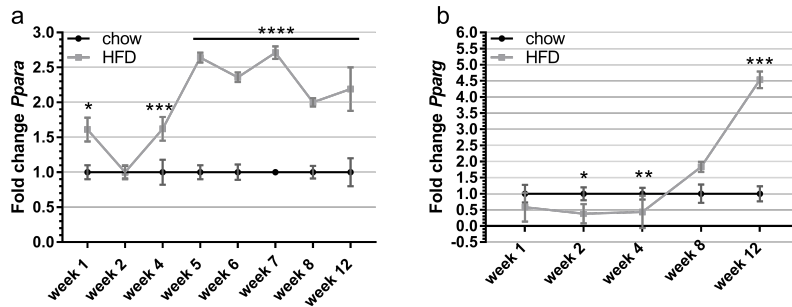 a
Fold change Ppara
3.0
2.5
2.0
1.5
1.0
0.5
0.0
chow
HFD
*
***
****
week 1
week 2
week 4
week 5
week 6
week 7
week 8
week 12
b
Fold change Pparg
6.0
5.5
5.0
4.5
4.0
3.5
3.0
2.5
2.0
1.5
1.0
0.5
0.0
-0.5
chow
HFD
*
**
***
week 1
week 2
week 4
week 8
week 12